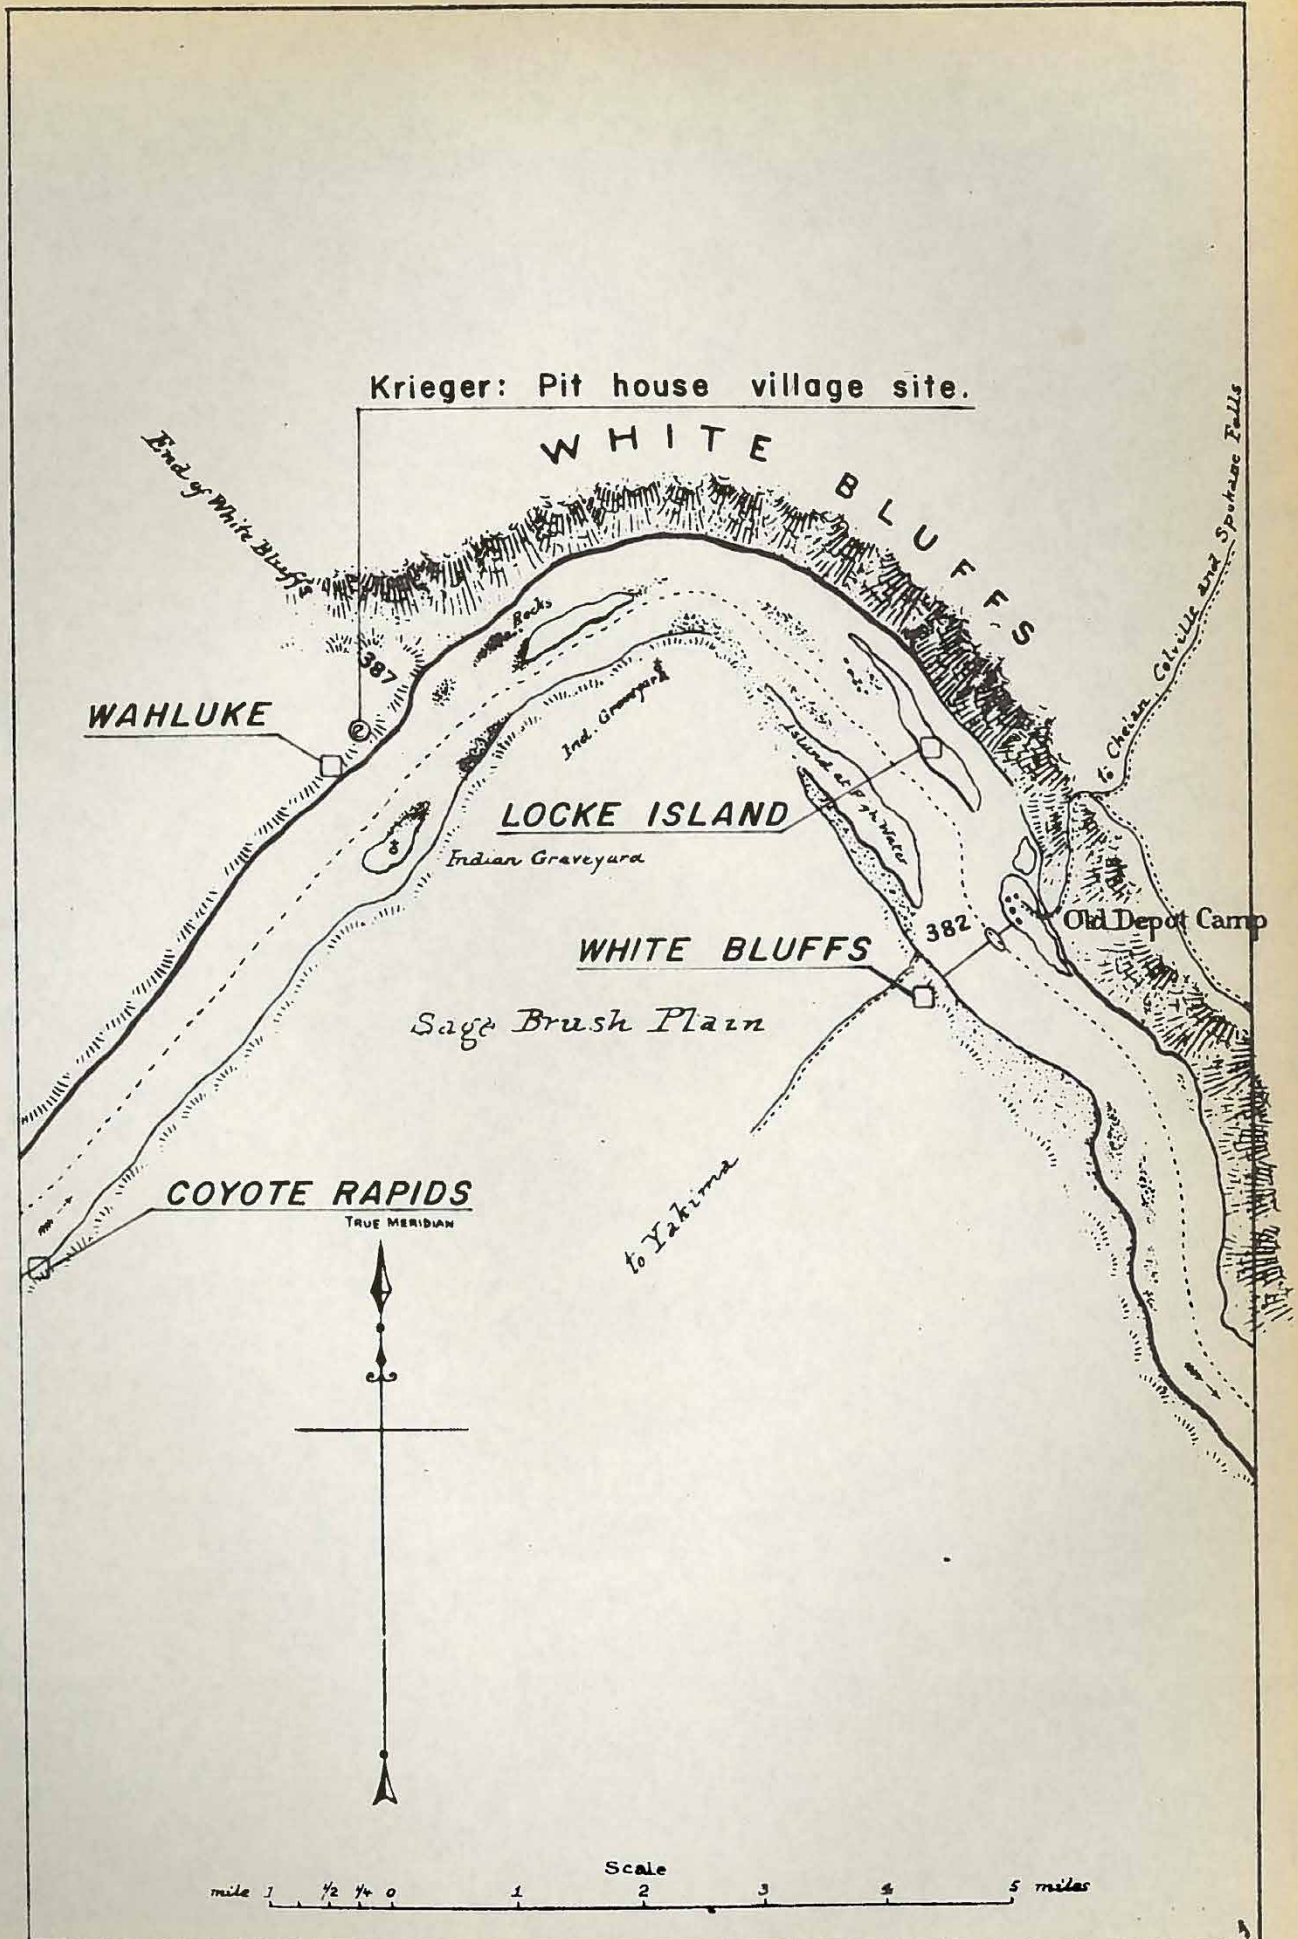 Krieger: Pit house village site.
WHITE BLUFFS
End of White Bluffs
to Chelan, Colville and Spokane Falls
Rocks
387
WAHLUKE
Ind. Graveyard
Island at High Water
LOCKE ISLAND
Indian Graveyard
382
Old Depot Camp
WHITE BLUFFS
Sage Brush Plain
to Yakima
COYOTE RAPIDS
TRUE MERIDIAN
Scale
mile 1 1/2 1/4 0 1 2 3 4 5 miles